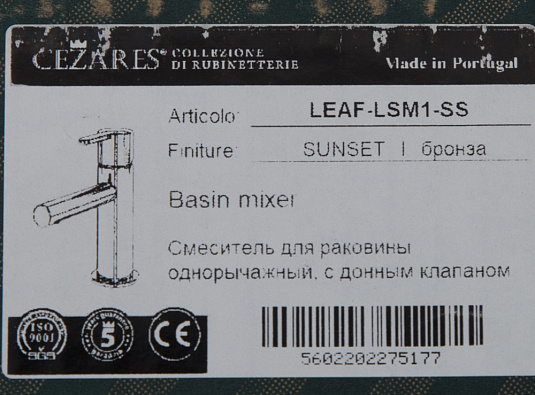 CEZARES® COLLEZIONE
DI RUBINETTERIE
Made in Portugal
Articolo: LEAF-LSM1-SS
Finiture: SUNSET | бронза
Basin mixer
Смеситель для раковины
однорычажный, с донным клапаном
ISO
9001
SGS
5
CE
5602202275177